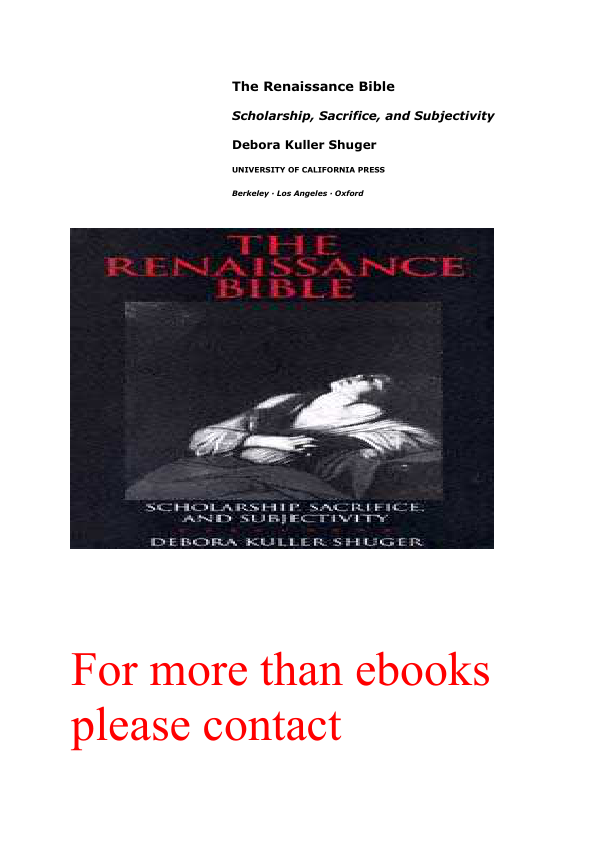 The Renaissance Bible
Scholarship, Sacrifice, and Subjectivity
Debora Kuller Shuger
UNIVERSITY OF CALIFORNIA PRESS
Berkeley · Los Angeles · Oxford
THE
RENAISSANCE
BIBLE
SCHOLARSHIP, SACRIFICE,
AND SUBJECTIVITY
DEBORA KULLER SHUGER
For more than ebooks
please contact